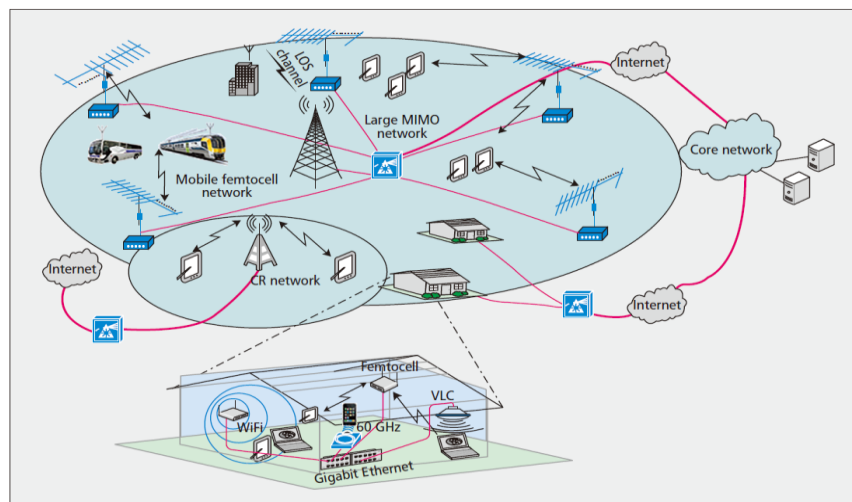 LOS
channel
Internet
Large MIMO
network
Core network
Mobile femtocell
network
Internet
CR network
Internet
Femtocell
VLC
WiFi
60 GHz
Gigabit Ethernet